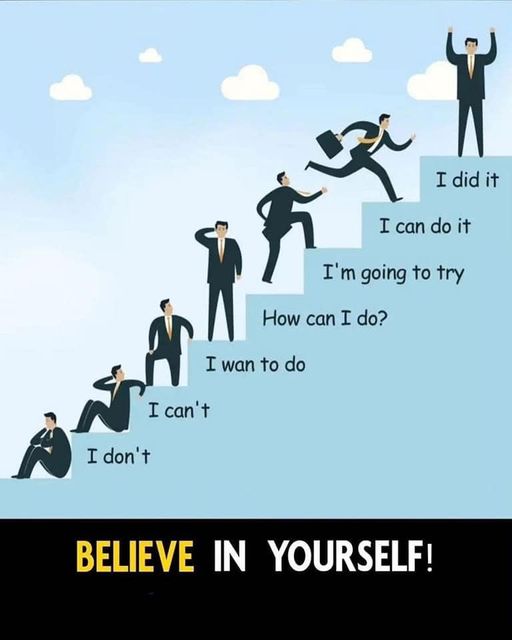 I did it
I can do it
I'm going to try
How can I do?
I wan to do
I can't
I don't
BELIEVE IN YOURSELF!